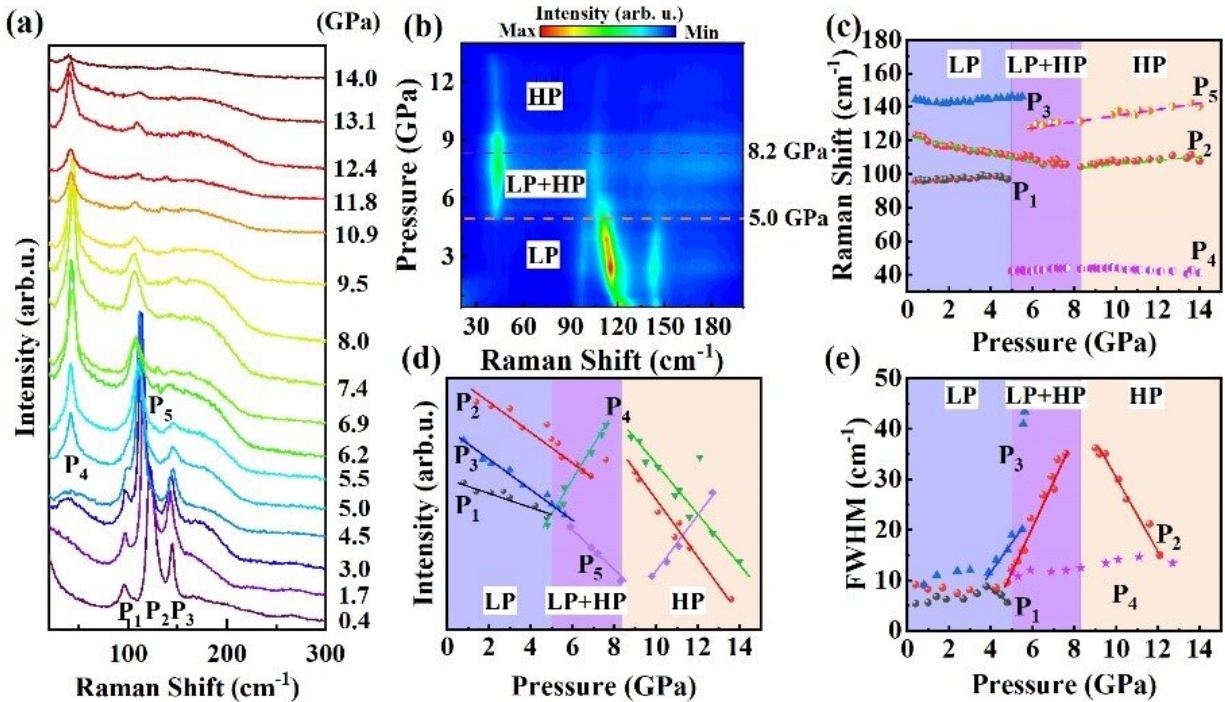 (a)
(GPa)
14.0
13.1
12.4
11.8
10.9
9.5
8.0
7.4
6.9
6.2
5.5
5.0
4.5
3.0
1.7
0.4
P5
P4
P1 P2 P3
100 200 300
Raman Shift (cm-1)
Intensity (arb.u.)
(b)
Intensity (arb. u.)
Max Min
HP
LP+HP
LP
8.2 GPa
5.0 GPa
9
6
3
Pressure (GPa)
30 60 90 120 150 180
Raman Shift (cm-1)
(c)
LP LP+HP HP
P3
P5
P2
P1
P4
180
160
140
120
100
80
60
40
Raman Shift (cm-1)
0 2 4 6 8 10 12 14
Pressure (GPa)
(d)
P2
P4
P3
P1
P5
LP LP+HP HP
Intensity (arb.u.)
0 2 4 6 8 10 12 14
Pressure (GPa)
(e)
LP LP+HP HP
P3
P2
P1
P4
50
40
30
20
10
0
FWHM (cm-1)
0 2 4 6 8 10 12 14
Pressure (GPa)